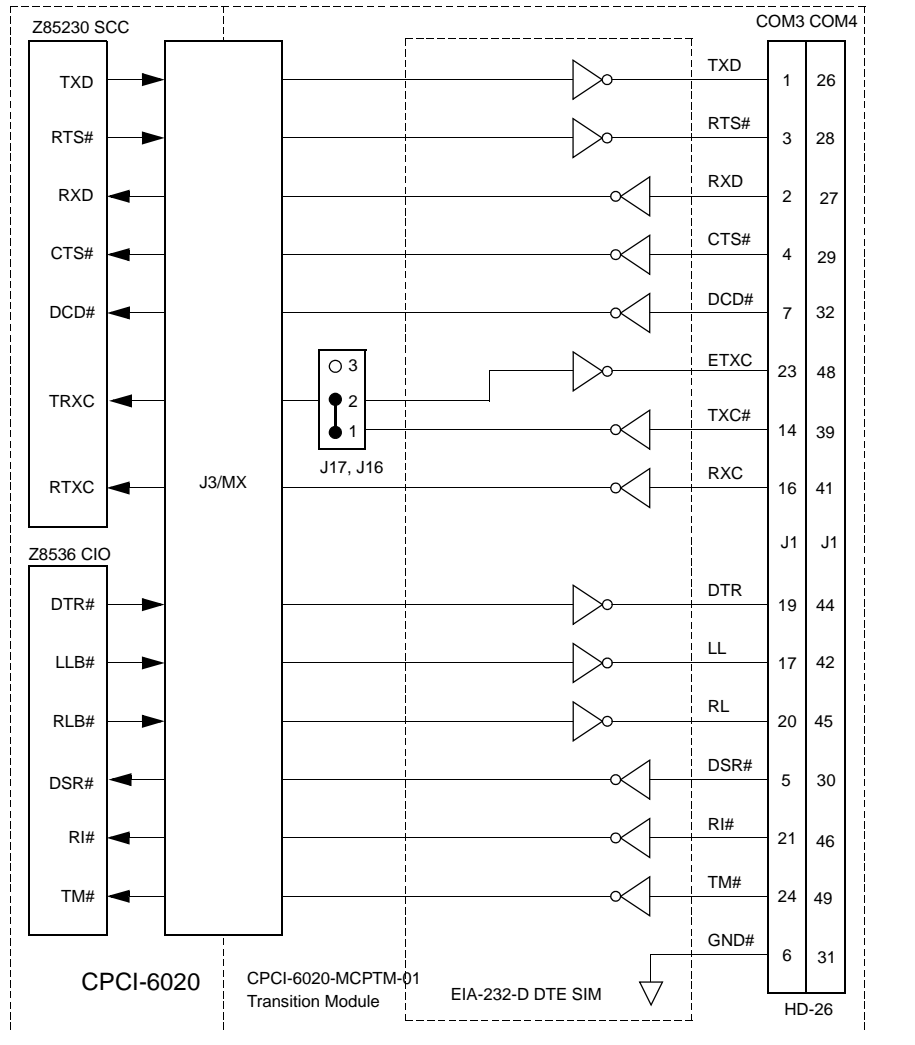 Z85230 SCC
COM3 COM4
TXD
TXD
1
26
RTS#
RTS#
3
28
RXD
RXD
2
27
CTS#
CTS#
4
29
DCD#
DCD#
7
32
3
ETXC
23
48
TRXC
2
1
TXC#
14
39
J17, J16
RTXC
J3/MX
RXC
16
41
J1
J1
Z8536 CIO
DTR#
DTR
19
44
LLB#
LL
17
42
RLB#
RL
20
45
DSR#
DSR#
5
30
RI#
RI#
21
46
TM#
TM#
24
49
GND#
6
31
CPCI-6020
CPCI-6020-MCPTM-01
Transition Module
EIA-232-D DTE SIM
HD-26